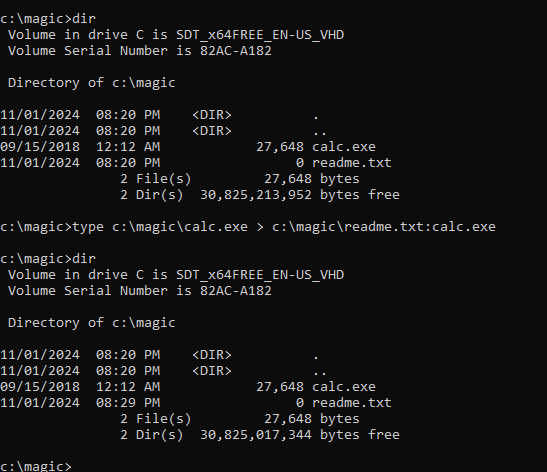 c:\magic>dir
 Volume in drive C is SDT_x64FREE_EN-US_VHD
 Volume Serial Number is 82AC-A182

 Directory of c:\magic

11/01/2024  08:20 PM    <DIR>          .
11/01/2024  08:20 PM    <DIR>          ..
09/15/2018  12:12 AM            27,648 calc.exe
11/01/2024  08:20 PM                 0 readme.txt
               2 File(s)         27,648 bytes
               2 Dir(s)  30,825,213,952 bytes free

c:\magic>type c:\magic\calc.exe > c:\magic\readme.txt:calc.exe

c:\magic>dir
 Volume in drive C is SDT_x64FREE_EN-US_VHD
 Volume Serial Number is 82AC-A182

 Directory of c:\magic

11/01/2024  08:20 PM    <DIR>          .
11/01/2024  08:20 PM    <DIR>          ..
09/15/2018  12:12 AM            27,648 calc.exe
11/01/2024  08:29 PM                 0 readme.txt
               2 File(s)         27,648 bytes
               2 Dir(s)  30,825,017,344 bytes free

c:\magic>